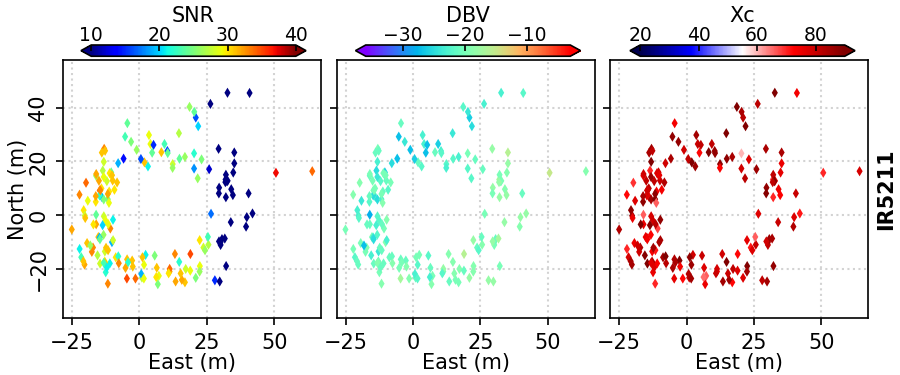 SNR DBV Xc
10 20 30 40 −30 −20 −10 20 40 60 80
North (m)
40
20
0
−20
−25 0 25 50 −25 0 25 50 −25 0 25 50
East (m) East (m) East (m)
IR5211